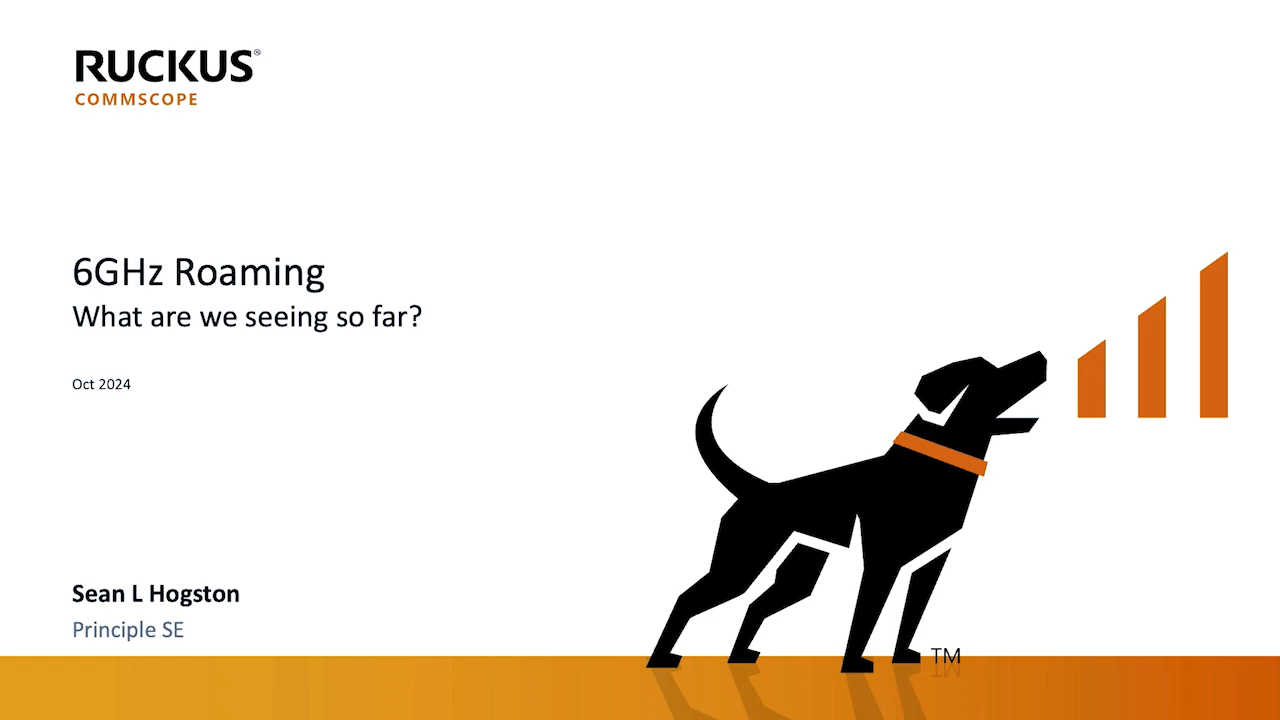 RUCKUS®
COMMSCOPE
6GHz Roaming
What are we seeing so far?
Oct 2024
Sean L Hogston
Principle SE
TM